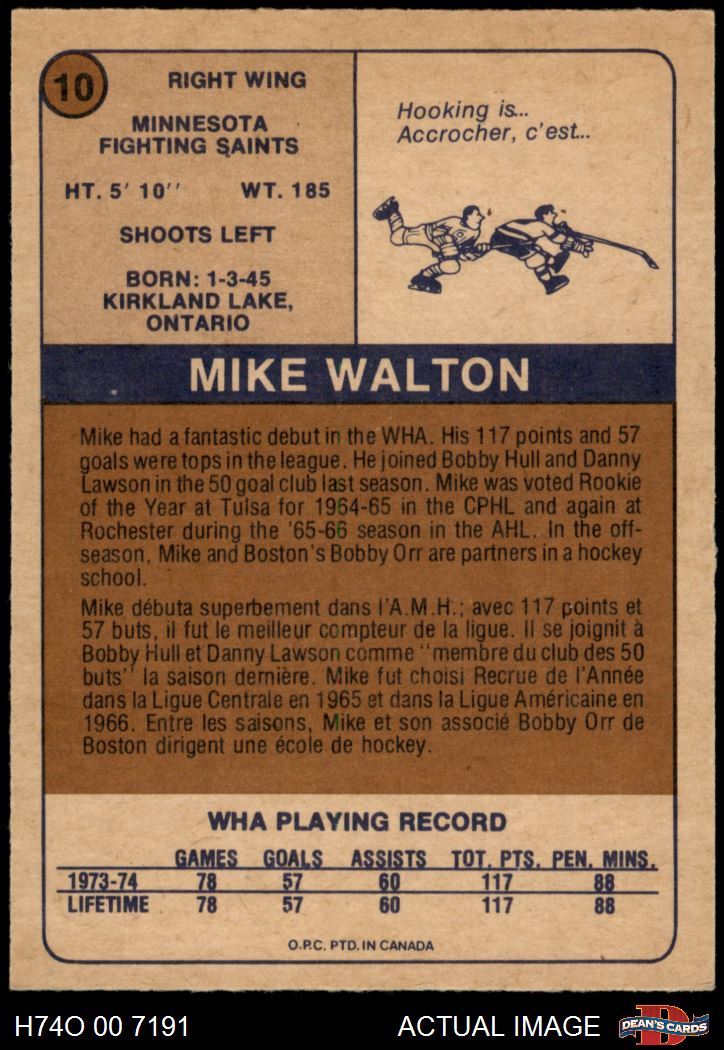 10
RIGHT WING
MINNESOTA
FIGHTING SAINTS
HT. 5' 10'' WT. 185
SHOOTS LEFT
BORN: 1-3-45
KIRKLAND LAKE,
ONTARIO
Hooking is...
Accrocher, c'est...
MIKE WALTON
Mike had a fantastic debut in the WHA. His 117 points and 57
goals were tops in the league. He joined Bobby Hull and Danny
Lawson in the 50 goal club last season. Mike was voted Rookie
of the Year at Tulsa for 1964-65 in the CPHL and again at
Rochester during the '65-66 season in the AHL. In the off-
season, Mike and Boston's Bobby Orr are partners in a hockey
school.
Mike débuta superbement dans l'A.M.H.; avec 117 points et
57 buts, il fut le meilleur compteur de la ligue. Il se joignit à
Bobby Hull et Danny Lawson comme "membre du club des 50
buts" la saison dernière. Mike fut choisi Recrue de l'Année
dans la Ligue Centrale en 1965 et dans la Ligue Américaine en
1966. Entre les saisons, Mike et son associé Bobby Orr de
Boston dirigent une école de hockey.
WHA PLAYING RECORD
GAMES GOALS ASSISTS TOT. PTS. PEN. MINS.
1973-74 78 57 60 117 88
LIFETIME 78 57 60 117 88
O.P.C. PTD. IN CANADA
H74O 00 7191 ACTUAL IMAGE D DEAN'S CARDS